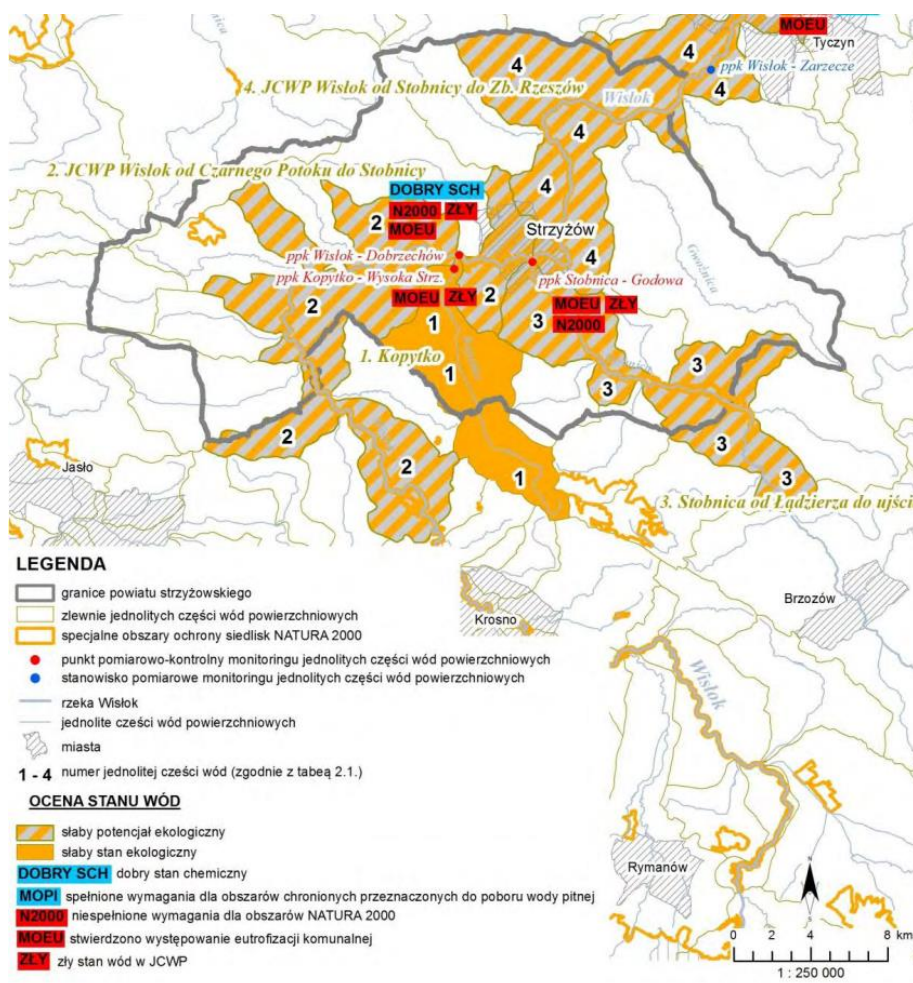 MOEU
Tyczyn
4
4
ppk Wisłok - Zarzecze
4
4. JCWP Wisłok od Stobnicy do Zb. Rzeszów
Wisłok
4
2. JCWP Wisłok od Czarnego Potoku do Stobnicy
DOBRY SCH
4
N2000 ZŁY
2
MOEU
Strzyżów
4
Gwoźnica
ppk Wisłok - Dobrzechów
ppk Kopytko - Wysoka Strz.
ppk Stobnica - Godowa
2
2
MOEU ZŁY
MOEU ZŁY
1
3
N2000
1. Kopytko
1
3
3
2
3
2
1
3
Jasło
3. Stobnica od Łądzierza do ujści
LEGENDA
granice powiatu strzyżowskiego
zlewnie jednolitych części wód powierzchniowych
specjalne obszary ochrony siedlisk NATURA 2000
punkt pomiarowo-kontrolny monitoringu jednolitych części wód powierzchniowych
stanowisko pomiarowe monitoringu jednolitych części wód powierzchniowych
rzeka Wisłok
jednolite cześci wód powierzchniowych
miasta
1 - 4 numer jednolitej cześci wód (zgodnie z tabeą 2.1.)
Krosno
Brzozów
Wisłok
OCENA STANU WÓD
słaby potencjał ekologiczny
słaby stan ekologiczny
DOBRY SCH dobry stan chemiczny
MOPI spełnione wymagania dla obszarów chronionych przeznaczonych do poboru wody pitnej
N2000 niespełnione wymagania dla obszarów NATURA 2000
MOEU stwierdzono występowanie eutrofizacji komunalnej
ZŁY zły stan wód w JCWP
Rymanów
N
0 2 4 8 km
1 : 250 000